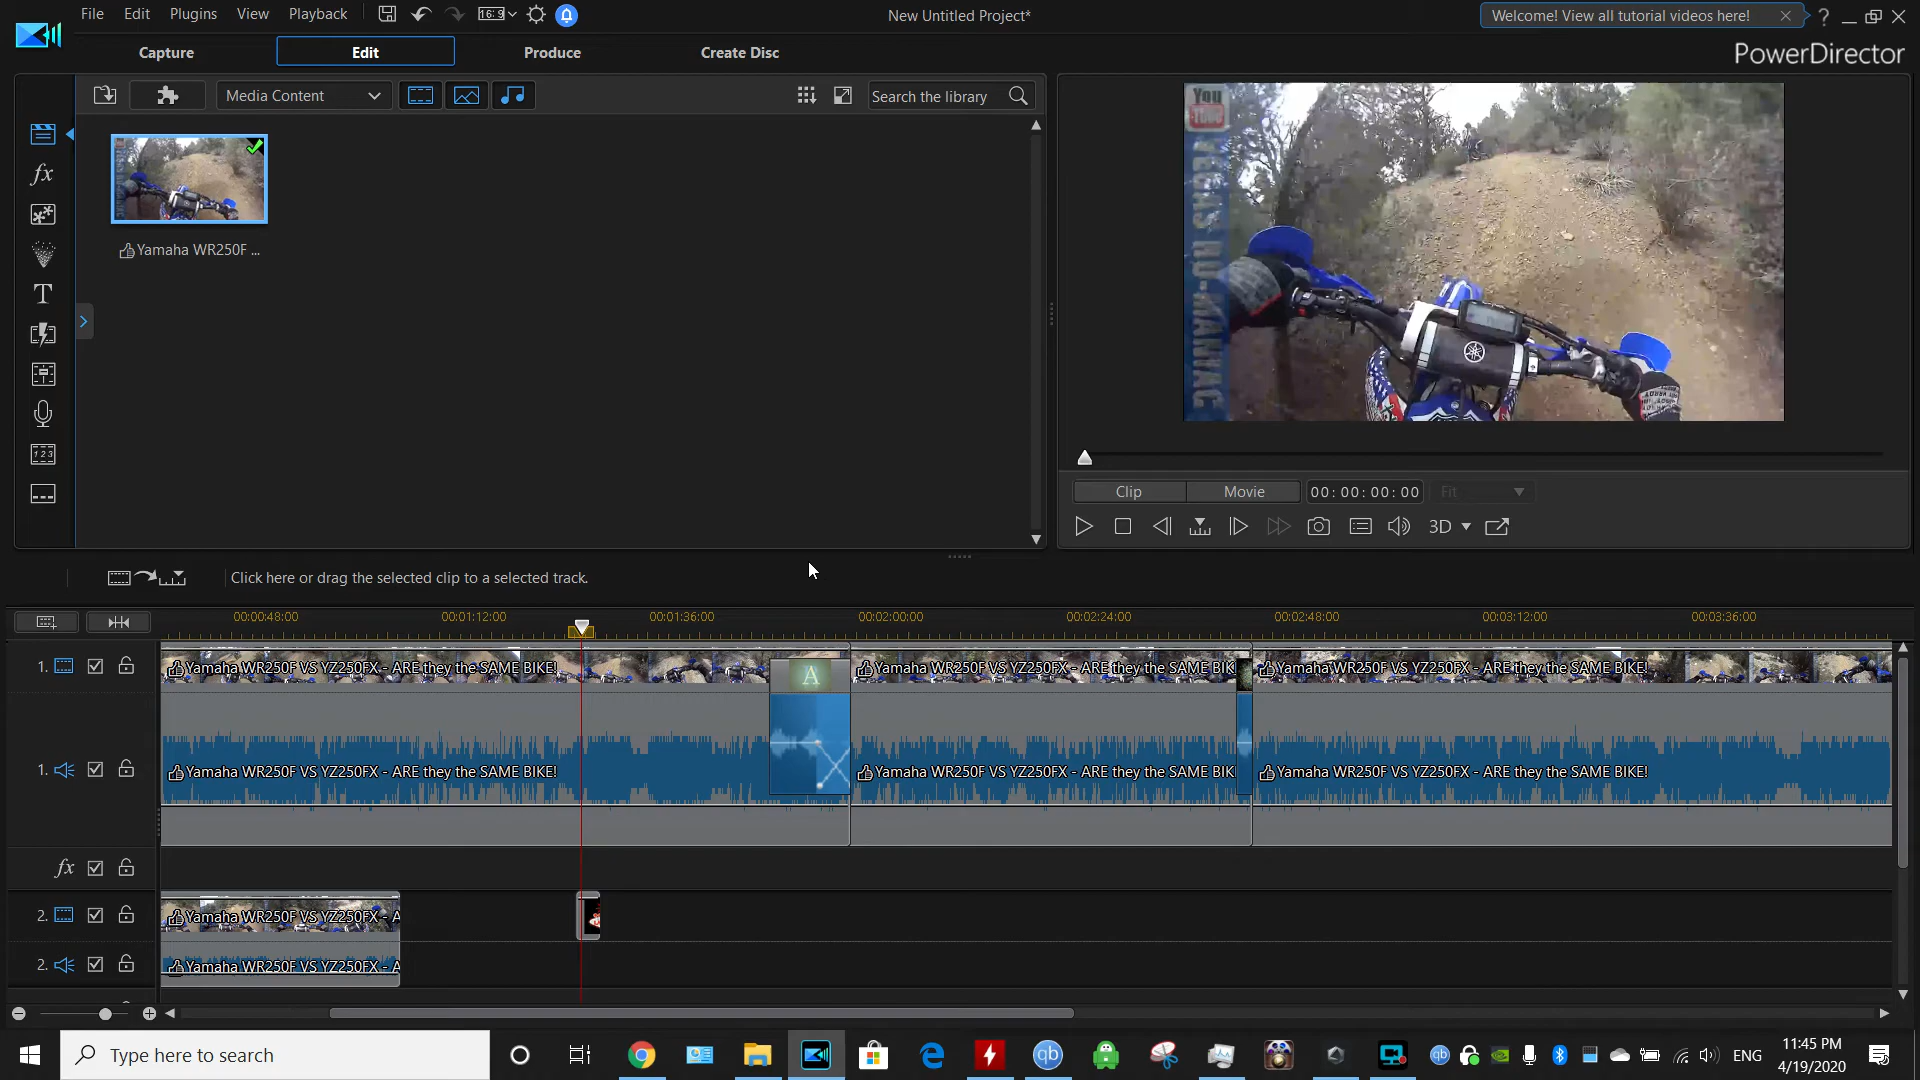 File Edit Plugins View Playback
16:9
New Untitled Project*
Welcome! View all tutorial videos here!
Capture Edit Produce Create Disc
PowerDirector
Media Content
Search the library
Yamaha WR250F ...
You
Tube
Clip Movie 00:00:00:00 Fit
3D
Click here or drag the selected clip to a selected track.
00:00:48:00 00:01:12:00 00:01:36:00 00:02:00:00 00:02:24:00 00:02:48:00 00:03:12:00 00:03:36:00
1. Yamaha WR250F VS YZ250FX - ARE they the SAME BIKE! A Yamaha WR250F VS YZ250FX - ARE they the SAME BIK Yamaha WR250F VS YZ250FX - ARE they the SAME BIKE!
1. Yamaha WR250F VS YZ250FX - ARE they the SAME BIKE! Yamaha WR250F VS YZ250FX - ARE they the SAME BIK Yamaha WR250F VS YZ250FX - ARE they the SAME BIKE!
fx
2. Yamaha WR250F VS YZ250FX - A
2. Yamaha WR250F VS YZ250FX - A
Type here to search
qb
ENG
11:45 PM
4/19/2020